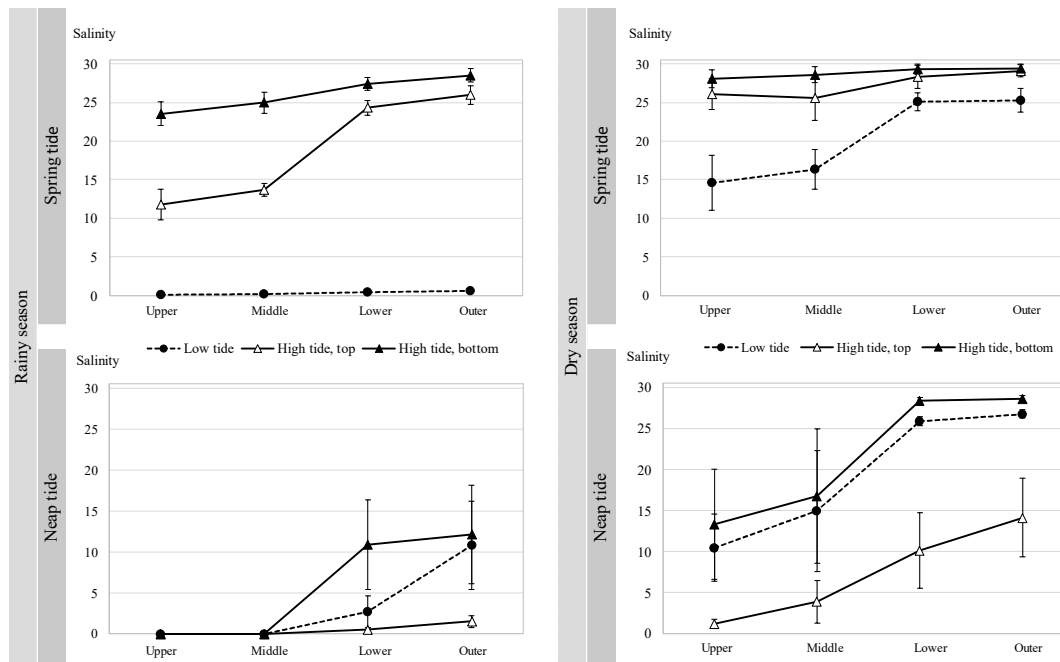 Rainy season
Spring tide
Salinity
30
25
20
15
10
5
0
Upper Middle Lower Outer
Low tide High tide, top High tide, bottom
Neap tide
Salinity
30
25
20
15
10
5
0
Upper Middle Lower Outer
Dry season
Spring tide
Salinity
30
25
20
15
10
5
0
Upper Middle Lower Outer
Low tide High tide, top High tide, bottom
Neap tide
Salinity
30
25
20
15
10
5
0
Upper Middle Lower Outer